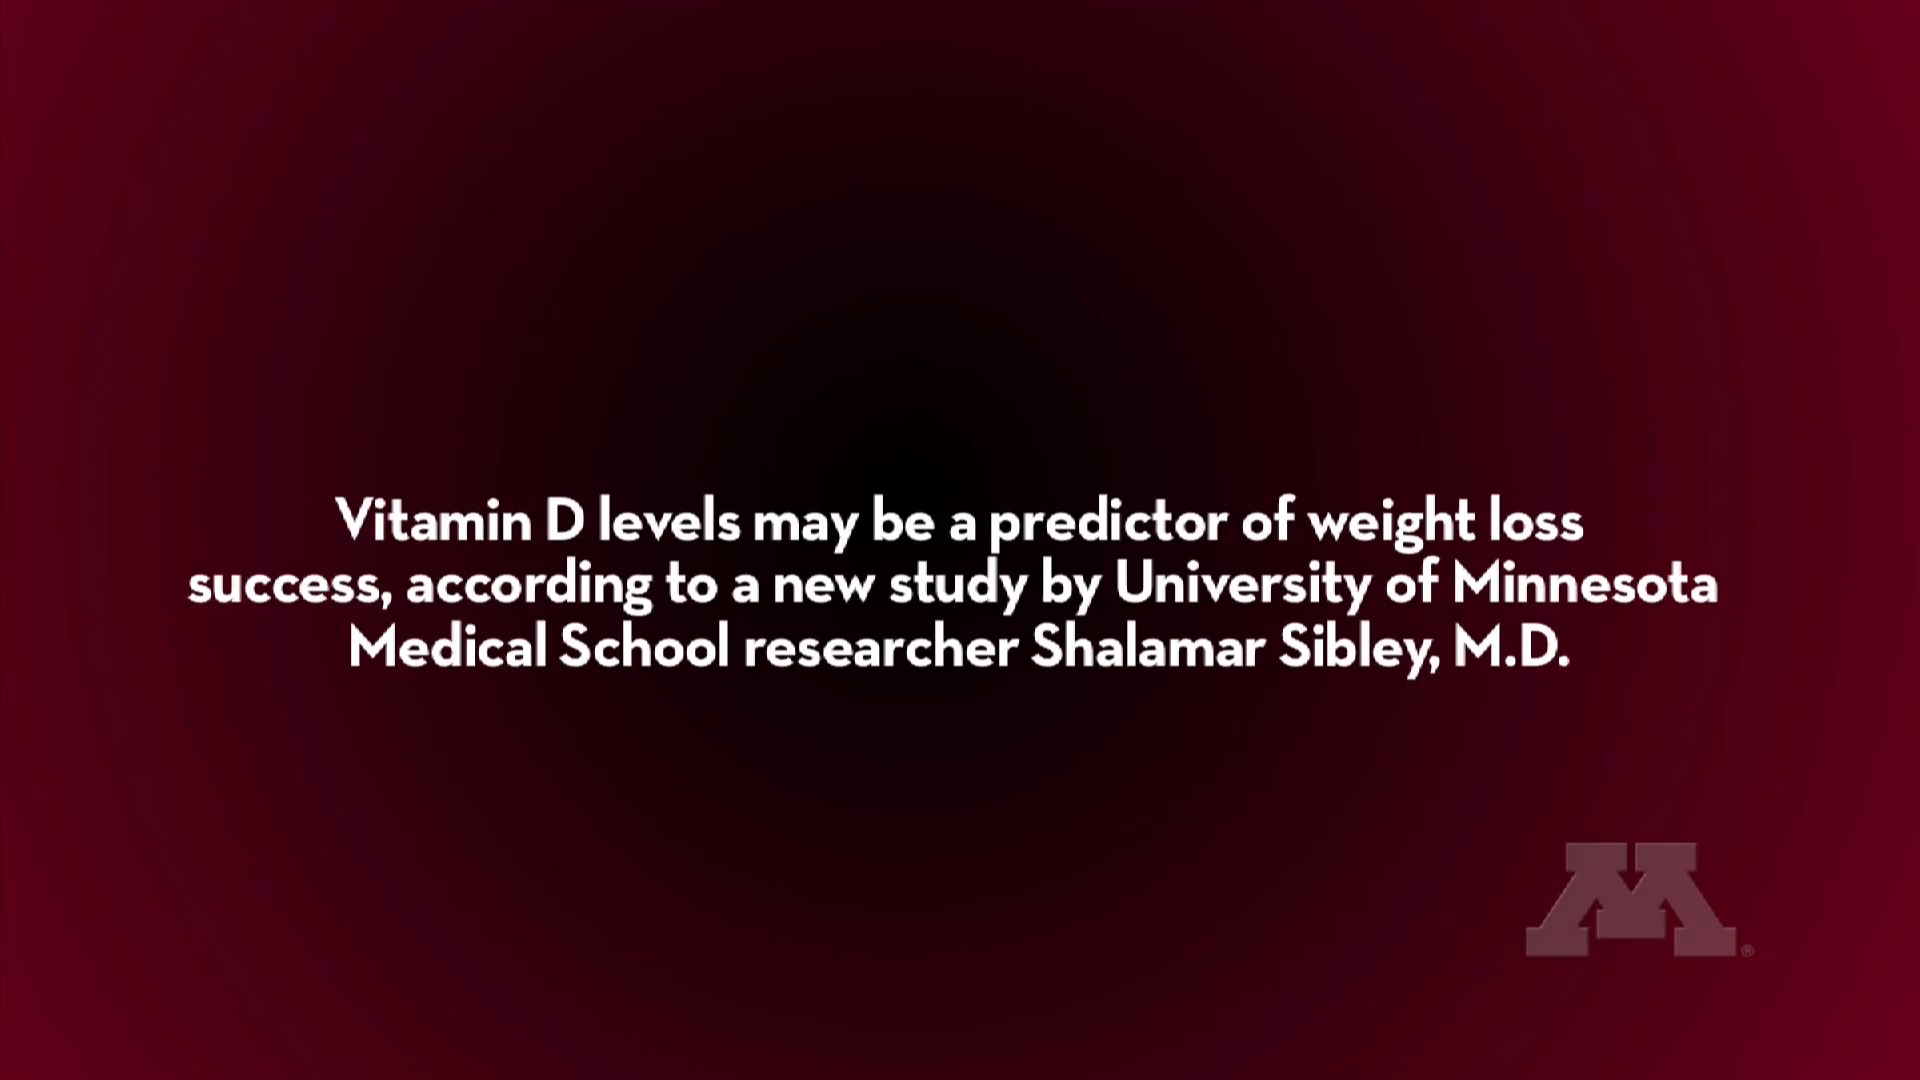 Vitamin D levels may be a predictor of weight loss
success, according to a new study by University of Minnesota
Medical School researcher Shalamar Sibley, M.D.
M®